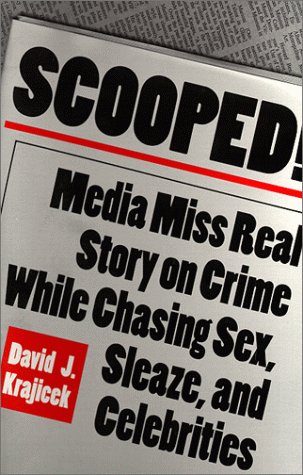 SCOOPED!
Media Miss Real
Story on Crime
While Chasing Sex,
Sleaze, and
Celebrities
David J.
Krajicek